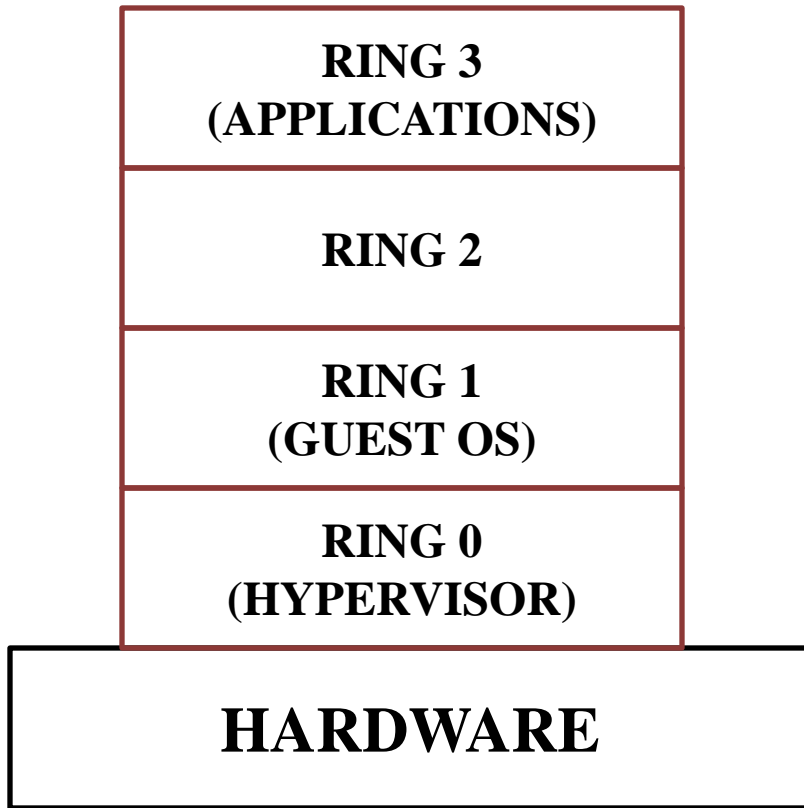 RING 3
(APPLICATIONS)
RING 2
RING 1
(GUEST OS)
RING 0
(HYPERVISOR)
HARDWARE